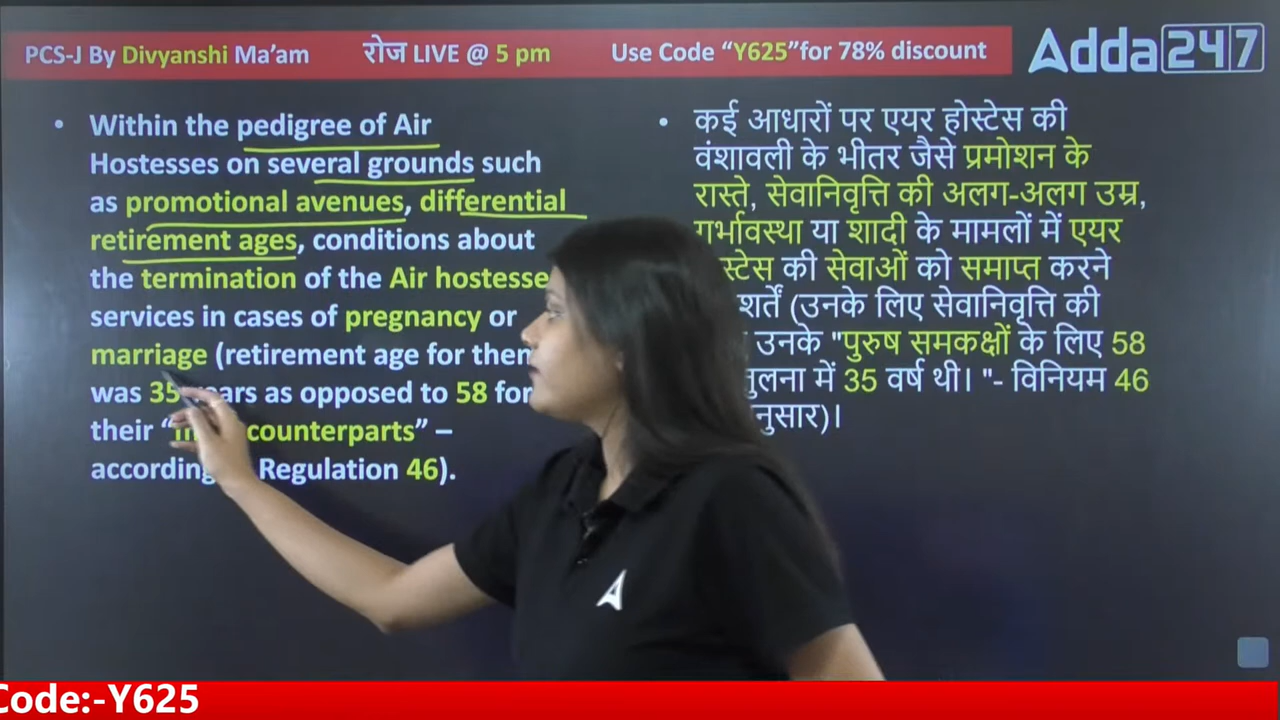 PCS-J By Divyanshi Ma'am रोज LIVE @ 5 pm Use Code “Y625”for 78% discount
Adda247
• Within the pedigree of Air
Hostesses on several grounds such
as promotional avenues, differential
retirement ages, conditions about
the termination of the Air hostesse
services in cases of pregnancy or
marriage (retirement age for then
was 35 ars as opposed to 58 for
their “ counterparts” –
according Regulation 46).
• कई आधारों पर एयर होस्टेस की
वंशावली के भीतर जैसे प्रमोशन के
रास्ते, सेवानिवृत्ति की अलग-अलग उम्र,
गर्भावस्था या शादी के मामलों में एयर
स्टेस की सेवाओं को समाप्त करने
शर्तें (उनके लिए सेवानिवृत्ति की
उनके "पुरुष समकक्षों के लिए 58
तुलना में 35 वर्ष थी। "- विनियम 46
नुसार)।
Code:-Y625